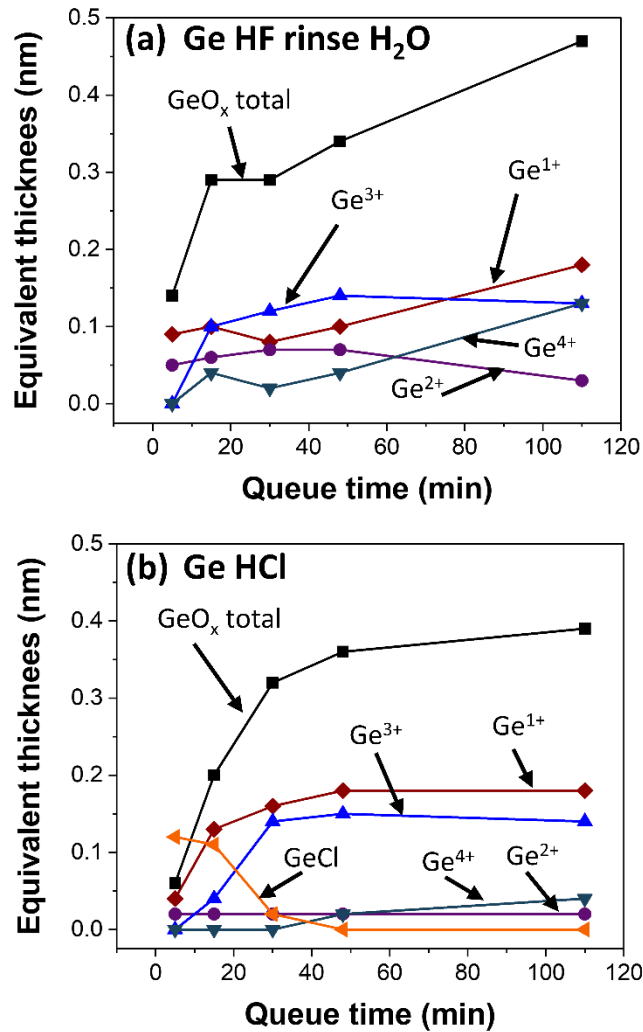 (a) Ge HF rinse H₂O
GeOₓ total
Ge³⁺
Ge¹⁺
Ge⁴⁺
Ge²⁺
0.5
0.4
0.3
0.2
0.1
0.0
Equivalent thicknees (nm)
0 20 40 60 80 100 120
Queue time (min)
(b) Ge HCl
GeOₓ total
Ge³⁺
Ge¹⁺
GeCl
Ge⁴⁺
Ge²⁺
0.5
0.4
0.3
0.2
0.1
0.0
Equivalent thicknees (nm)
0 20 40 60 80 100 120
Queue time (min)